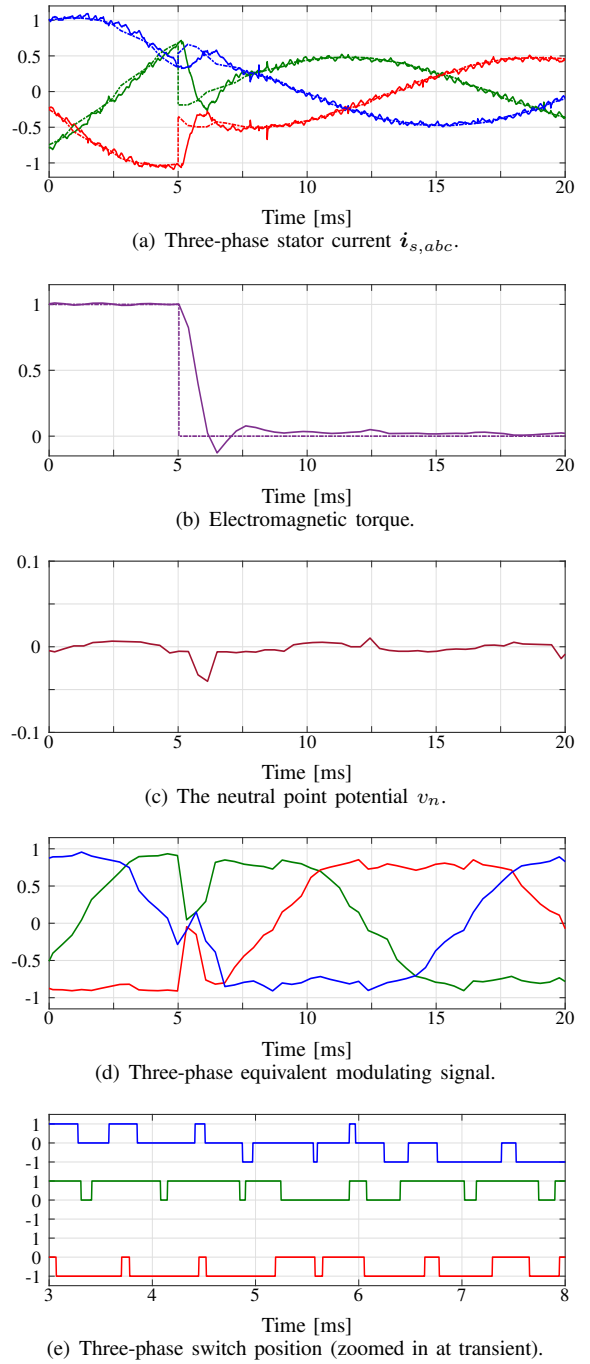 1
0.5
0
-0.5
-1
0 5 10 15 20
Time [ms]
(a) Three-phase stator current i_{s,abc}.
1
0.5
0
0 5 10 15 20
Time [ms]
(b) Electromagnetic torque.
0.1
0
-0.1
0 5 10 15 20
Time [ms]
(c) The neutral point potential v_n.
1
0.5
0
-0.5
-1
0 5 10 15 20
Time [ms]
(d) Three-phase equivalent modulating signal.
1
0
-1
1
0
-1
1
0
-1
3 4 5 6 7 8
Time [ms]
(e) Three-phase switch position (zoomed in at transient).